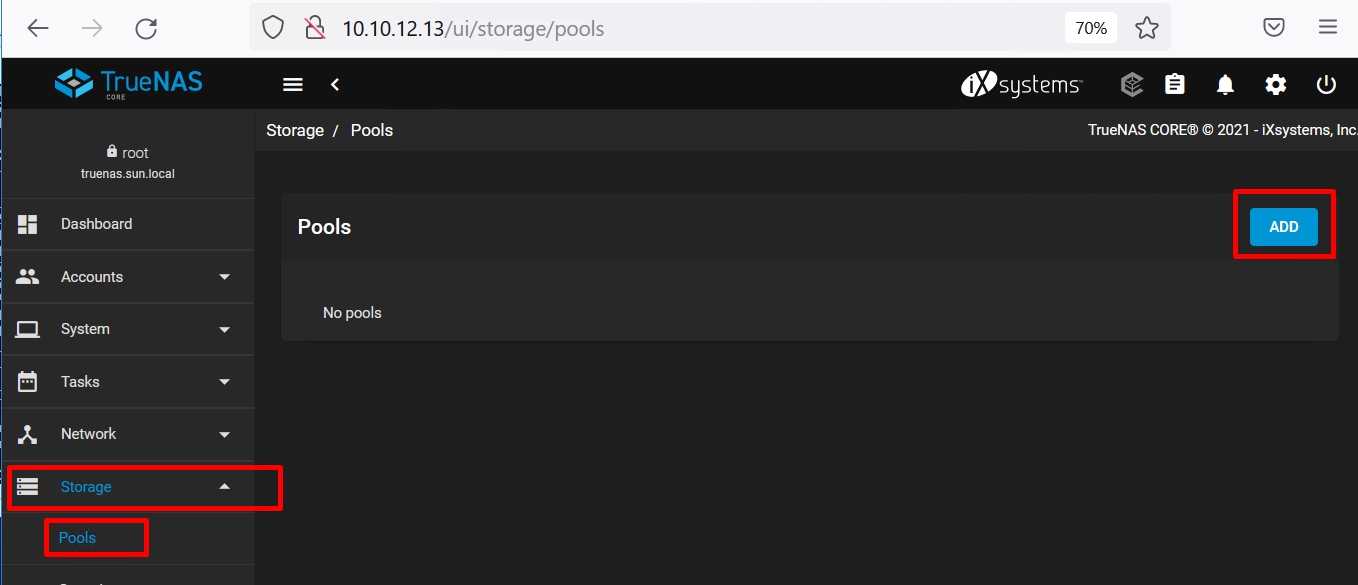 10.10.12.13/ui/storage/pools
70%
TrueNAS
CORE
iXsystems™
root
truenas.sun.local
Storage / Pools
TrueNAS CORE® © 2021 - iXsystems, Inc.
Dashboard
Pools
ADD
Accounts
No pools
System
Tasks
Network
Storage
Pools